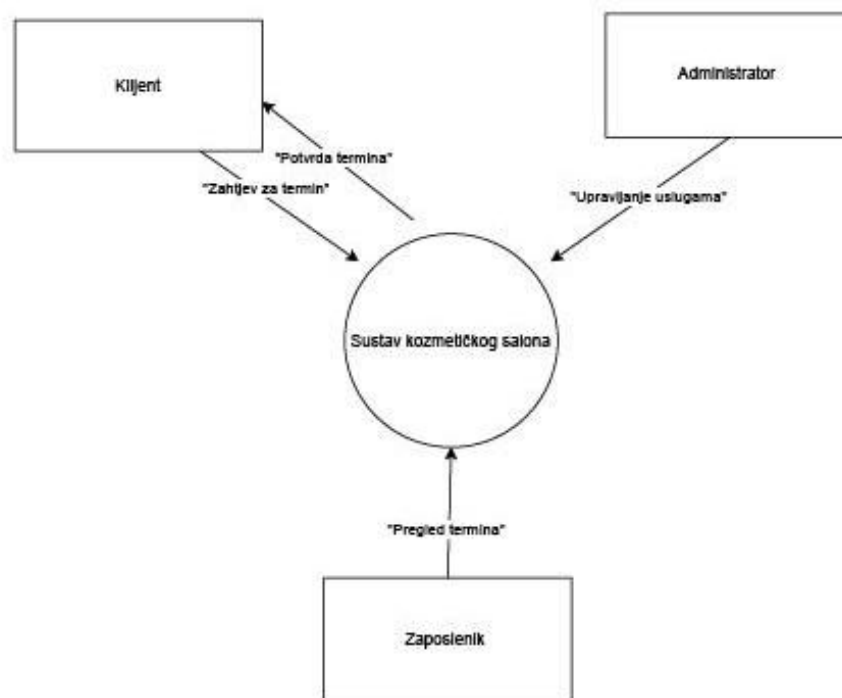 Klijent
Administrator
"Potvrda termina"
"Zahtjev za termin"
"Upravljanje uslugama"
Sustav kozmetičkog salona
"Pregled termina"
Zaposlenik